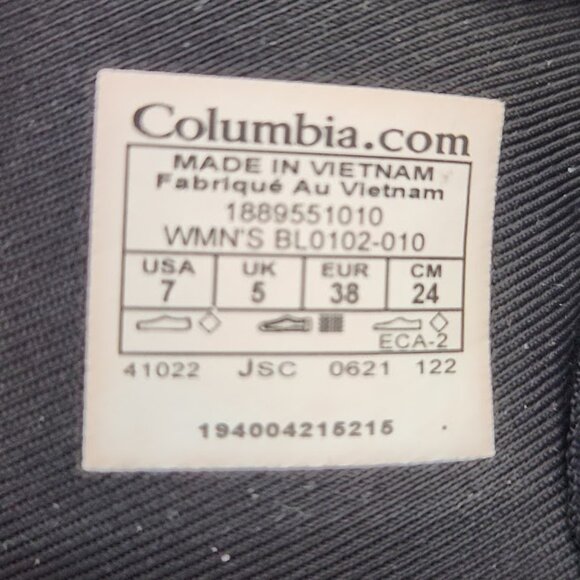 Columbia.com
MADE IN VIETNAM
Fabriqué Au Vietnam
1889551010
WMN'S BL0102-010
USA UK EUR CM
7 5 38 24
ECA-2
41022 JSC 0621 122
194004215215